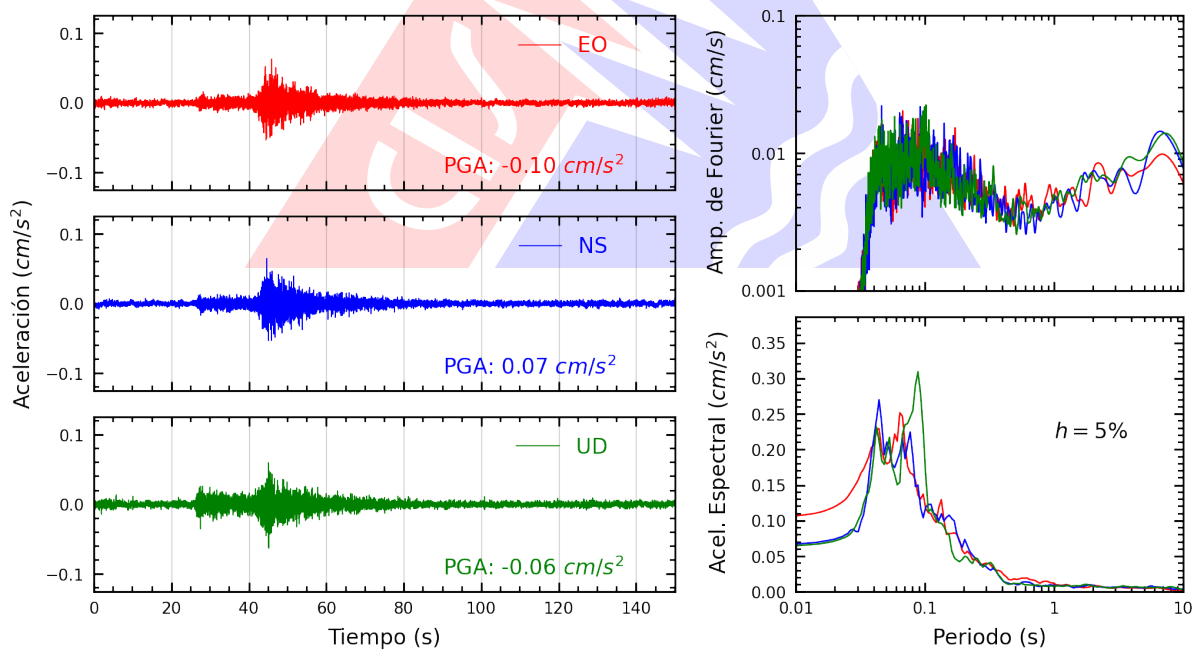 Aceleración (cm/s²)
0.1
0.0
−0.1
EO
PGA: -0.10 cm/s²
0.1
0.0
−0.1
NS
PGA: 0.07 cm/s²
0.1
0.0
−0.1
UD
PGA: -0.06 cm/s²
0 20 40 60 80 100 120 140
Tiempo (s)
Amp. de Fourier (cm/s)
0.1
0.01
0.001
Acel. Espectral (cm/s²)
0.35
0.30
0.25
0.20
0.15
0.10
0.05
0.00
h = 5%
0.01 0.1 1 10
Periodo (s)